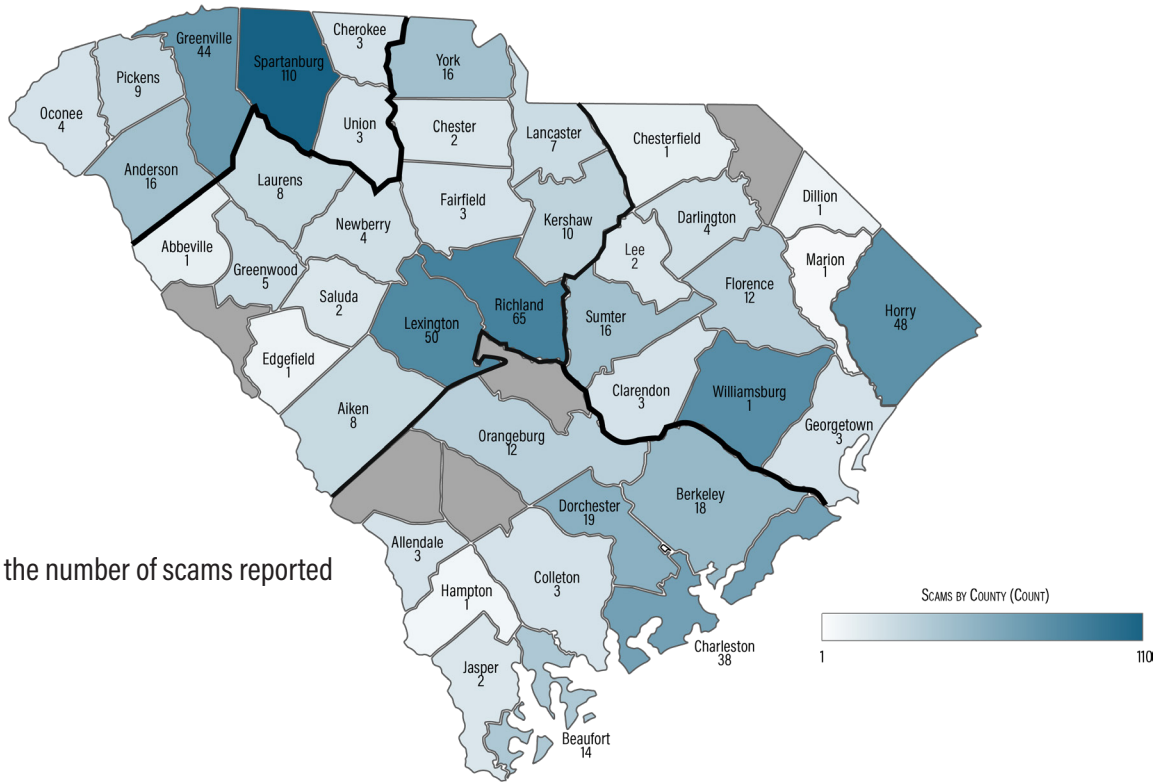 Cherokee
3
Greenville
44
Spartanburg
110
York
16
Pickens
9
Oconee
4
Union
3
Chester
2
Lancaster
7
Chesterfield
1
Anderson
16
Laurens
8
Fairfield
3
Dillion
1
Darlington
4
Newberry
4
Kershaw
10
Abbeville
1
Lee
2
Marion
1
Greenwood
5
Florence
12
Saluda
2
Richland
65
Horry
48
Lexington
50
Sumter
16
Edgefield
1
Clarendon
3
Williamsburg
1
Aiken
8
Georgetown
3
Orangeburg
12
Berkeley
18
Dorchester
19
Allendale
3
the number of scams reported
Colleton
3
Hampton
1
Scams by County (Count)
1
110
Charleston
38
Jasper
2
Beaufort
14